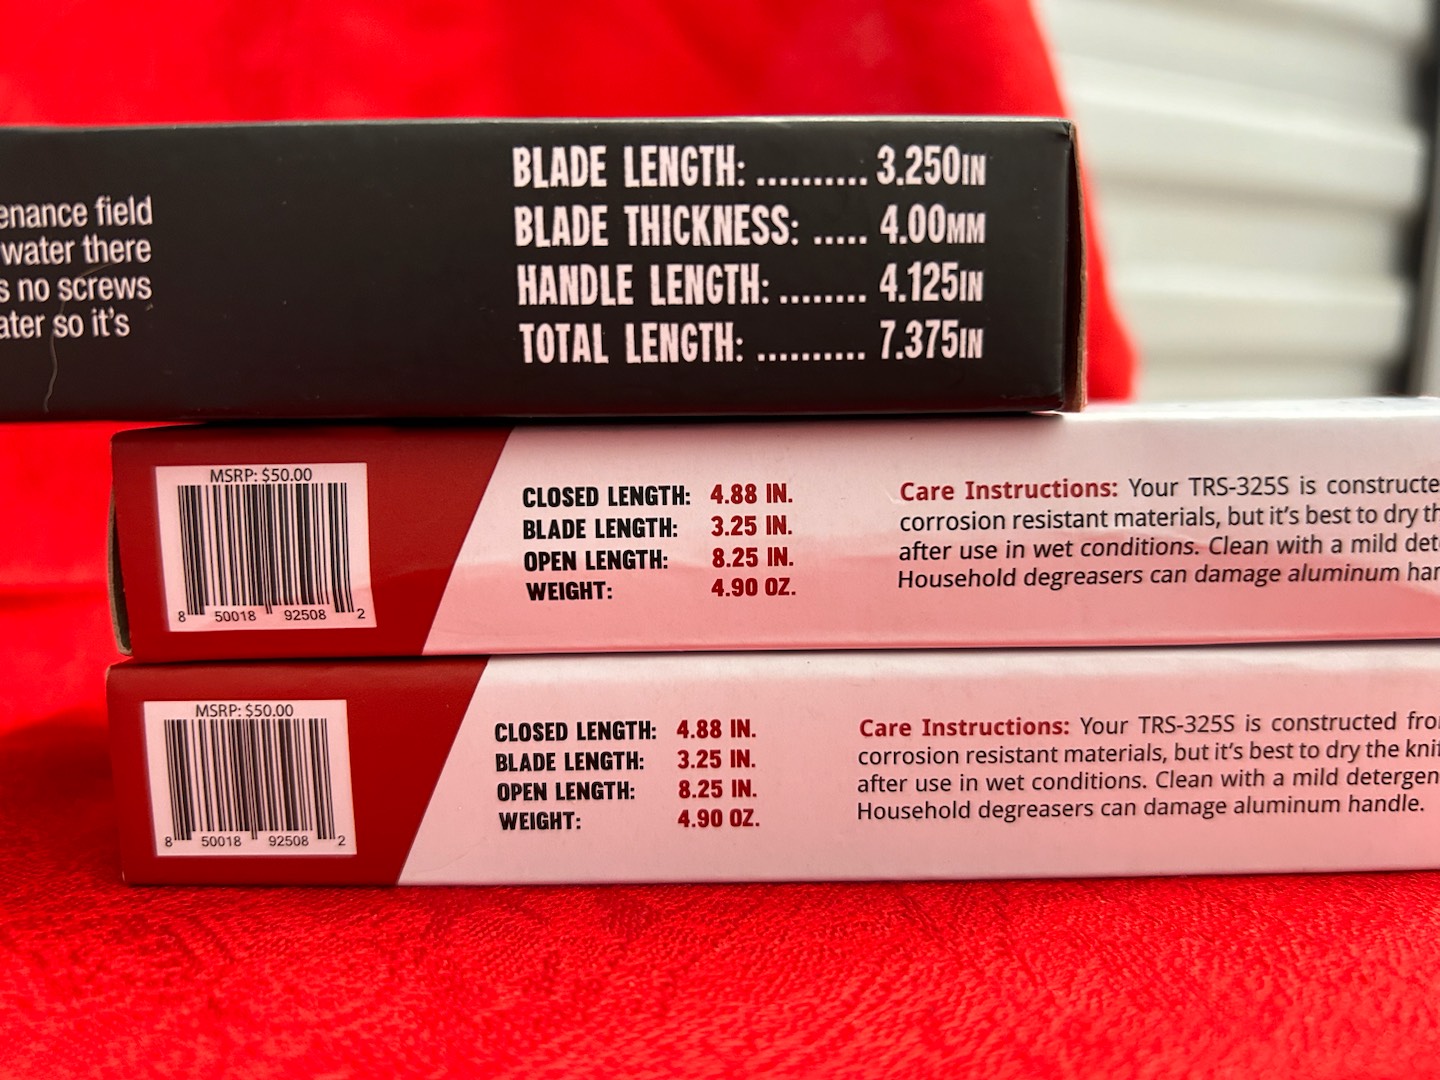 enance field
water there
s no screws
ater so it's
BLADE LENGTH: .......... 3.250IN
BLADE THICKNESS: ..... 4.00MM
HANDLE LENGTH: ........ 4.125IN
TOTAL LENGTH: .......... 7.375IN
MSRP: $50.00
8 50018 92508 2
CLOSED LENGTH: 4.88 IN.
BLADE LENGTH: 3.25 IN.
OPEN LENGTH: 8.25 IN.
WEIGHT: 4.90 OZ.
Care Instructions: Your TRS-325S is constructe
corrosion resistant materials, but it's best to dry th
after use in wet conditions. Clean with a mild det
Household degreasers can damage aluminum han
MSRP: $50.00
8 50018 92508 2
CLOSED LENGTH: 4.88 IN.
BLADE LENGTH: 3.25 IN.
OPEN LENGTH: 8.25 IN.
WEIGHT: 4.90 OZ.
Care Instructions: Your TRS-325S is constructed fro
corrosion resistant materials, but it's best to dry the knif
after use in wet conditions. Clean with a mild detergen
Household degreasers can damage aluminum handle.